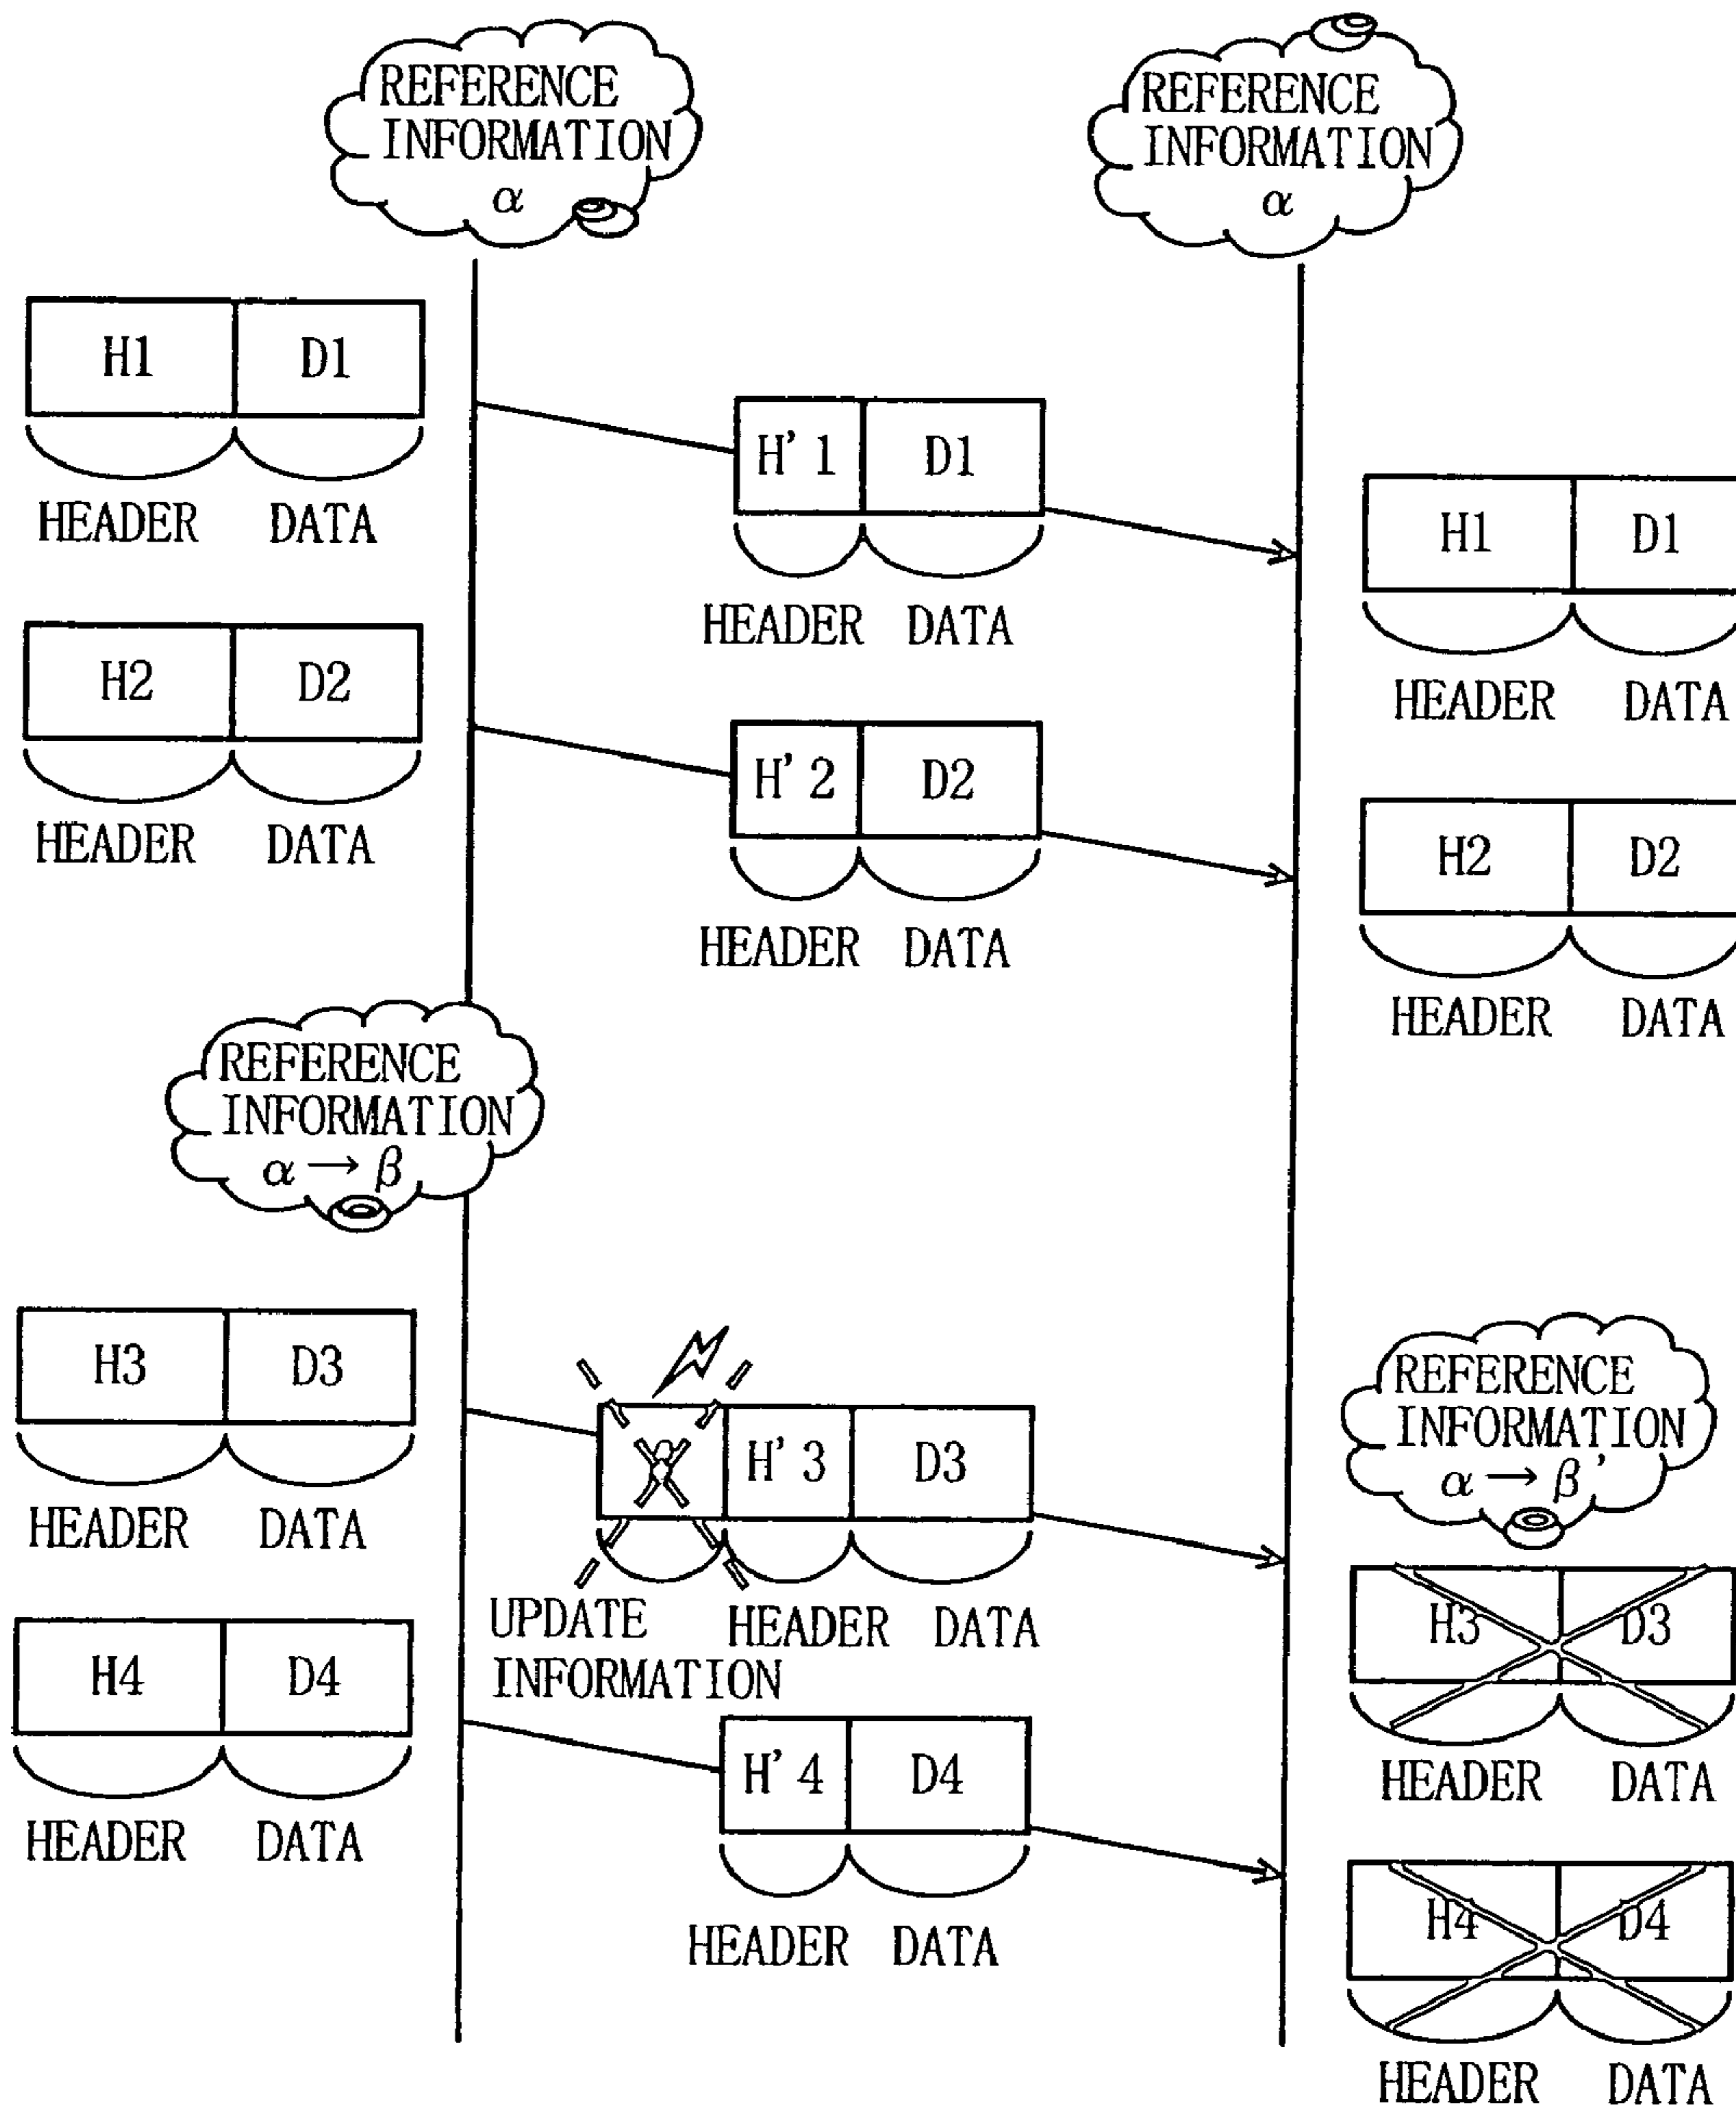 REFERENCE
INFORMATION
α
REFERENCE
INFORMATION
α
H1 D1
HEADER DATA
H'1 D1
HEADER DATA
H1 D1
HEADER DATA
H2 D2
HEADER DATA
H'2 D2
HEADER DATA
H2 D2
HEADER DATA
REFERENCE
INFORMATION
α → β
H3 D3
HEADER DATA
H'3 D3
UPDATE
INFORMATION
HEADER DATA
REFERENCE
INFORMATION
α → β'
H3 D3
HEADER DATA
H4 D4
HEADER DATA
H'4 D4
HEADER DATA
H4 D4
HEADER DATA